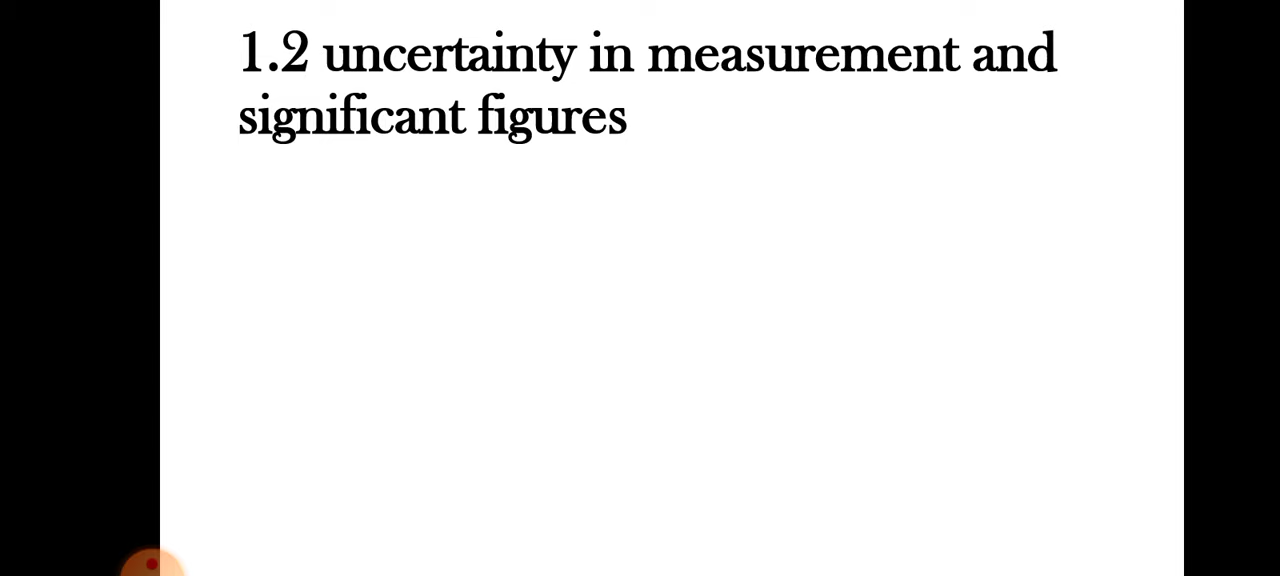 1.2 uncertainty in measurement and
significant figures